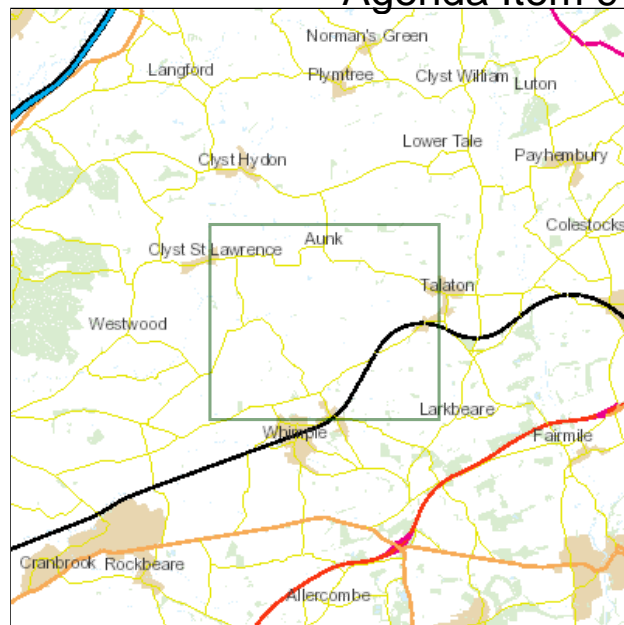 Norman's Green
Langford
Plymtree
Clyst William
Luton
Lower Tale
Clyst Hydon
Payhembury
Colestocks
Aunk
Clyst St Lawrence
Talaton
Westwood
Larkbeare
Whimple
Fairmile
Cranbrook
Rockbeare
Allercombe